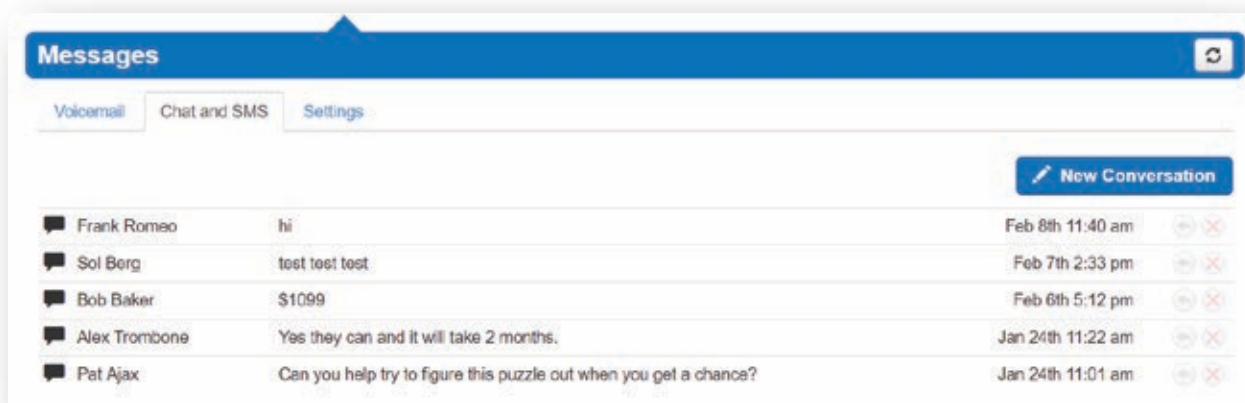 Messages
Voicemail Chat and SMS Settings
New Conversation
Frank Romeo hi Feb 8th 11:40 am
Sol Berg test test test Feb 7th 2:33 pm
Bob Baker $1099 Feb 6th 5:12 pm
Alex Trombone Yes they can and it will take 2 months. Jan 24th 11:22 am
Pat Ajax Can you help try to figure this puzzle out when you get a chance? Jan 24th 11:01 am